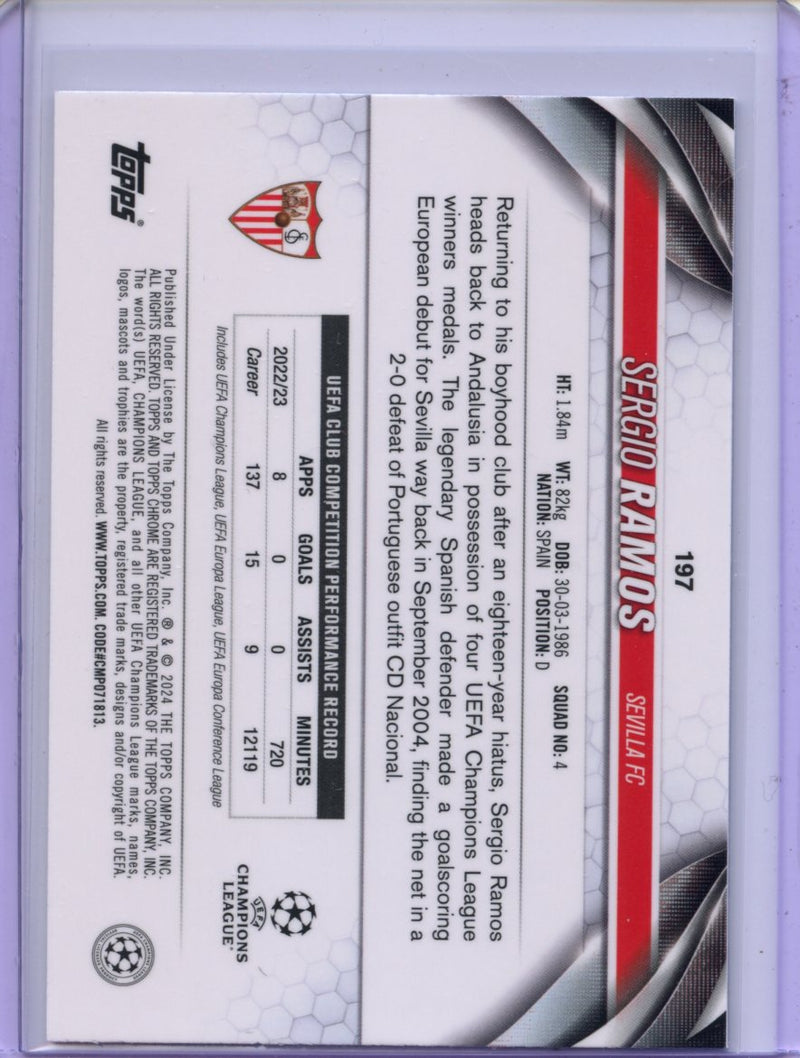 197
SERGIO RAMOS SEVILLA FC
HT: 1.84m WT: 82kg DOB: 30-03-1986 SQUAD NO: 4
NATION: SPAIN POSITION: D
Returning to his boyhood club after an eighteen-year hiatus, Sergio Ramos
heads back to Andalusia in possession of four UEFA Champions League
winners medals. The legendary Spanish defender made a goalscoring
European debut for Sevilla way back in September 2004, finding the net in a
2-0 defeat of Portuguese outfit CD Nacional.
UEFA CLUB COMPETITION PERFORMANCE RECORD
APPS GOALS ASSISTS MINUTES
2022/23 8 0 0 720
Career 137 15 9 12119
Includes UEFA Champions League, UEFA Europa League, UEFA Europa Conference League
UEFA
CHAMPIONS
LEAGUE®
topps®
Published Under License by The Topps Company, Inc. ® & © 2024 THE TOPPS COMPANY, INC.
ALL RIGHTS RESERVED. TOPPS AND TOPPS CHROME ARE REGISTERED TRADEMARKS OF THE TOPPS COMPANY, INC.
The word(s) UEFA, CHAMPIONS LEAGUE, and all other UEFA Champions League marks, names,
logos, mascots and trophies are the property, registered trade marks, designs and/or copyright of UEFA.
All rights reserved. WWW.TOPPS.COM. CODE#CMP071813.